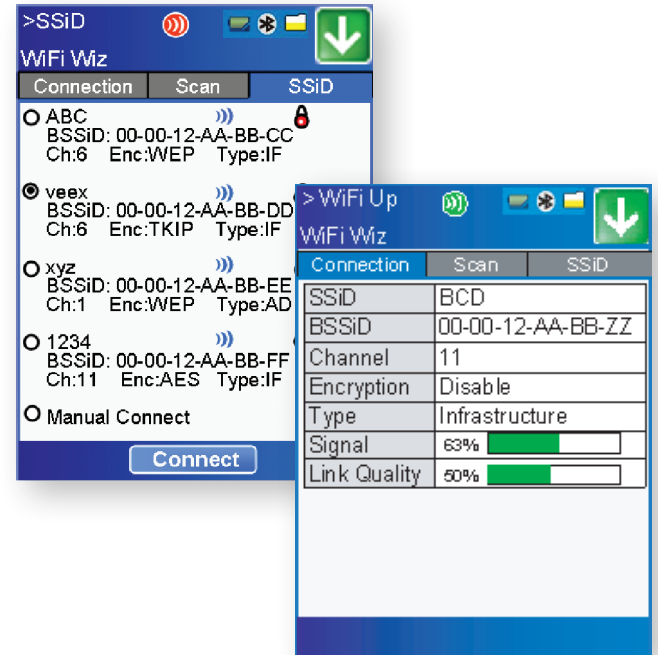 >SSiD
WiFi Wiz
Connection Scan SSiD
ABC
BSSiD: 00-00-12-AA-BB-CC
Ch:6 Enc:WEP Type:IF
veex
BSSiD: 00-00-12-AA-BB-DD
Ch:6 Enc:TKIP Type:IF
xyz
BSSiD: 00-00-12-AA-BB-EE
Ch:1 Enc:WEP Type:AD
1234
BSSiD: 00-00-12-AA-BB-FF
Ch:11 Enc:AES Type:IF
Manual Connect
Connect
> WiFi Up
WiFi Wiz
Connection Scan SSiD
SSiD BCD
BSSiD 00-00-12-AA-BB-ZZ
Channel 11
Encryption Disable
Type Infrastructure
Signal 63%
Link Quality 50%